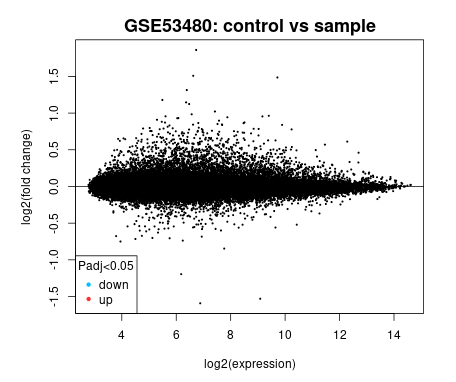 GSE53480: control vs sample
log2(fold change)
1.5
1.0
0.5
0.0
-0.5
-1.0
-1.5
Padj<0.05
down
up
4 6 8 10 12 14
log2(expression)